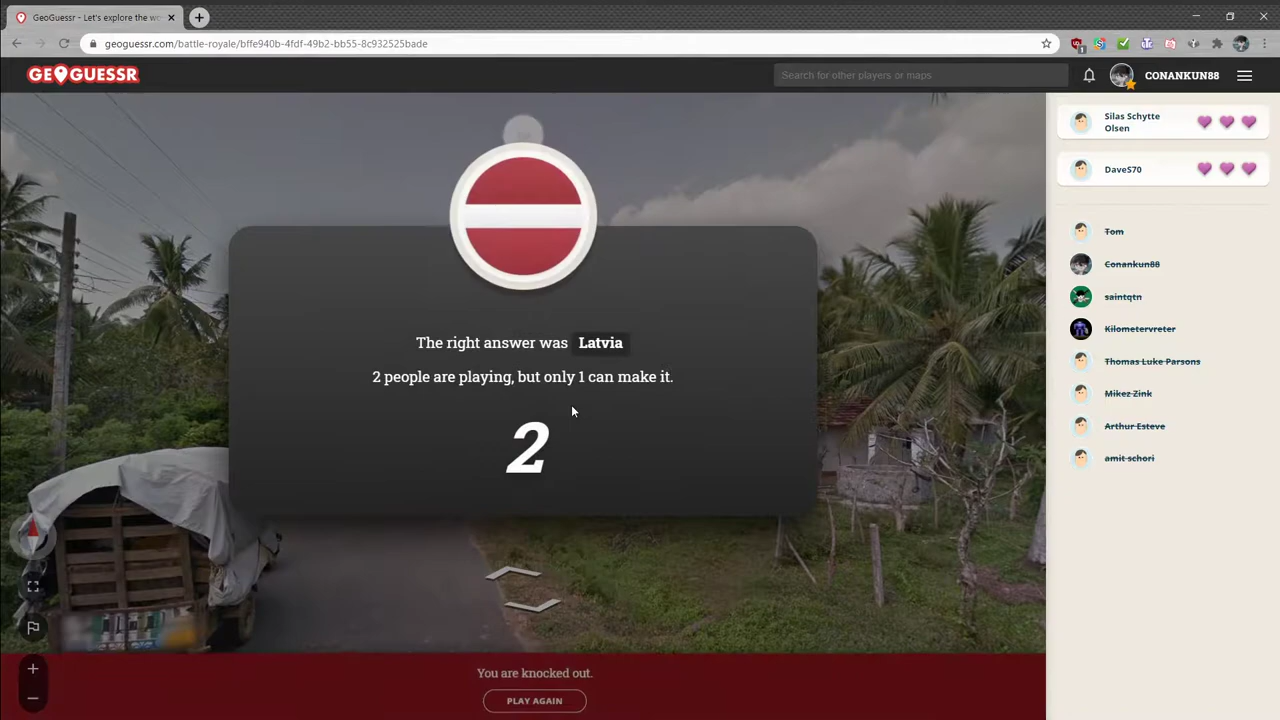 GeoGuessr - Let's explore the wo
geoguessr.com/battle-royale/bffe940b-4fdf-49b2-bb55-8c932525bade
1
GEOGUESSR
Search for other players or maps
CONANKUN88
Silas Schytte
Olsen
DaveS70
The right answer was Latvia
2 people are playing, but only 1 can make it.
2
Tom
Conankun88
saintqtn
Kilometervreter
Thomas Luke Parsons
Mikez Zink
Arthur Esteve
amit schori
You are knocked out.
PLAY AGAIN